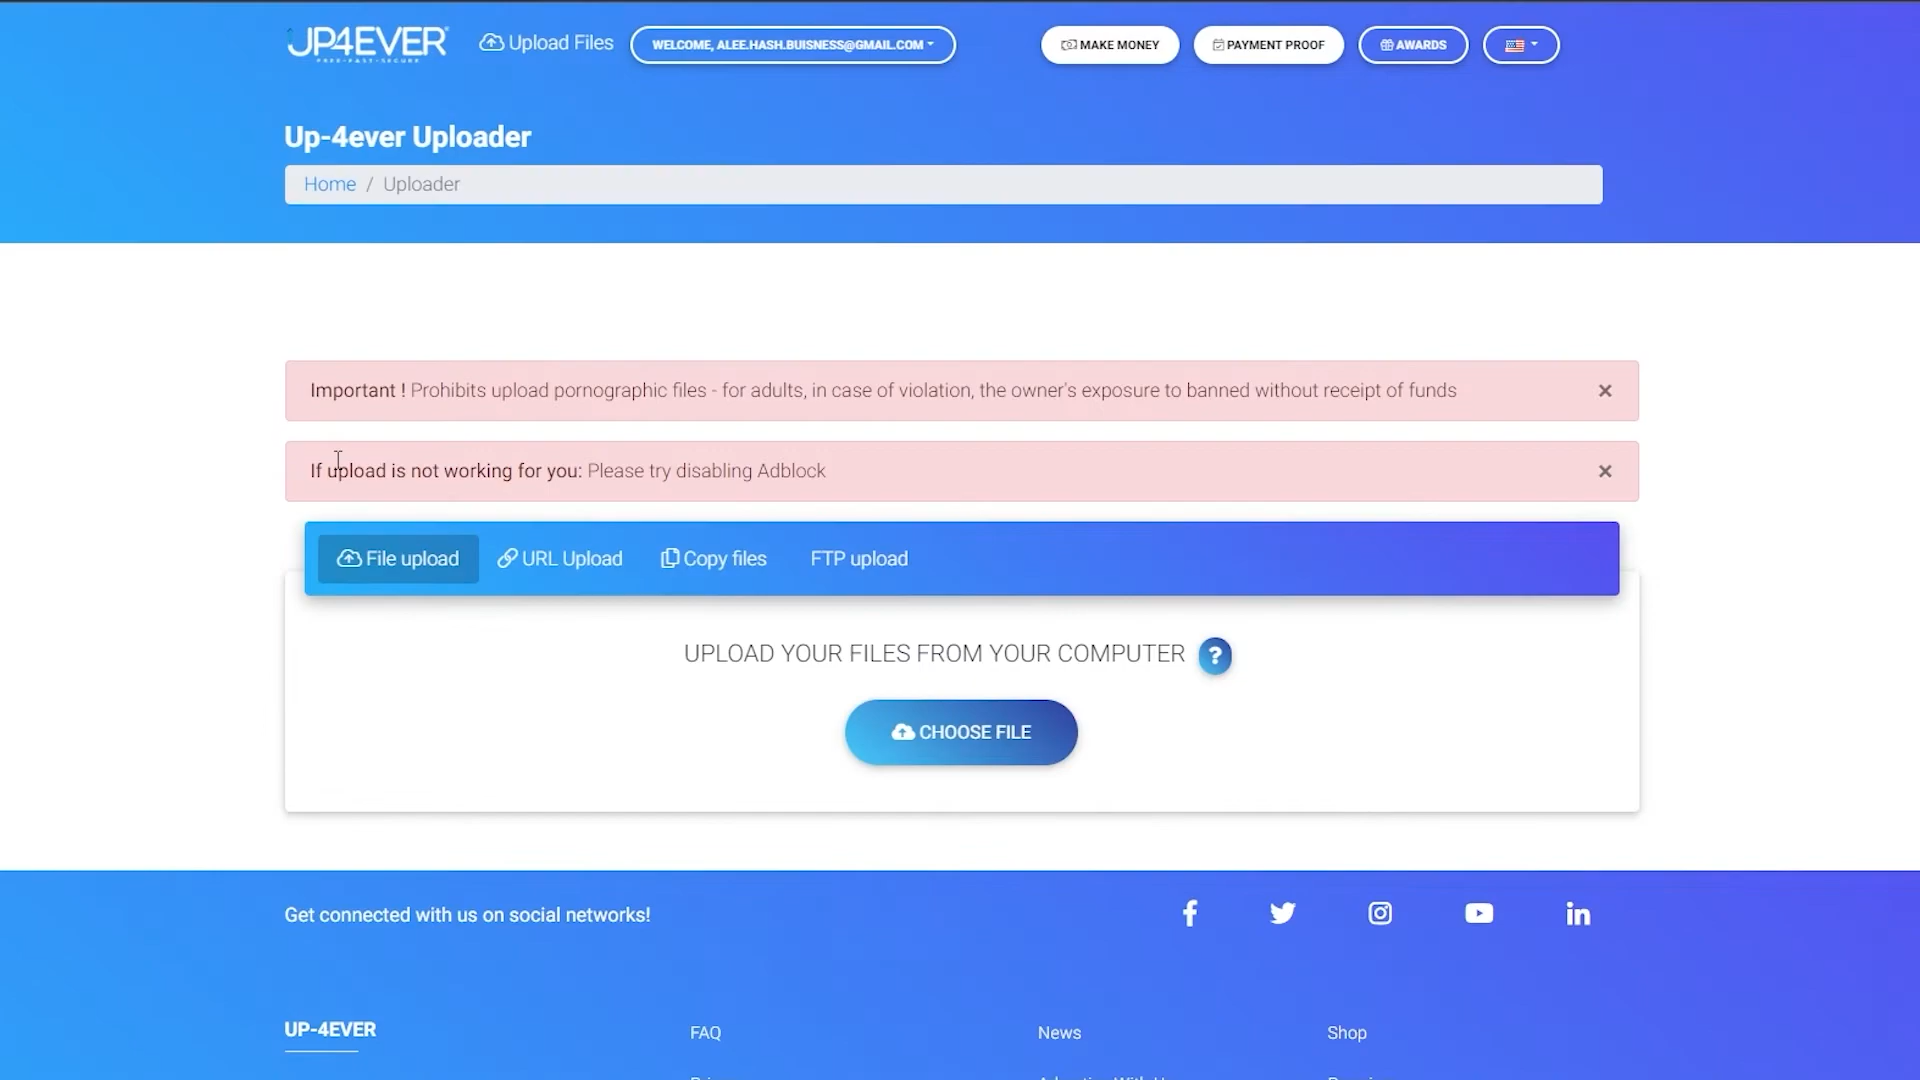 UP4EVER
FREE-FAST-SECURE
Upload Files
WELCOME, ALEE.HASH.BUISNESS@GMAIL.COM
MAKE MONEY
PAYMENT PROOF
AWARDS
Up-4ever Uploader
Home / Uploader
Important ! Prohibits upload pornographic files - for adults, in case of violation, the owner's exposure to banned without receipt of funds
×
If upload is not working for you: Please try disabling Adblock
×
File upload
URL Upload
Copy files
FTP upload
UPLOAD YOUR FILES FROM YOUR COMPUTER ?
CHOOSE FILE
Get connected with us on social networks!
UP-4EVER
FAQ
News
Shop